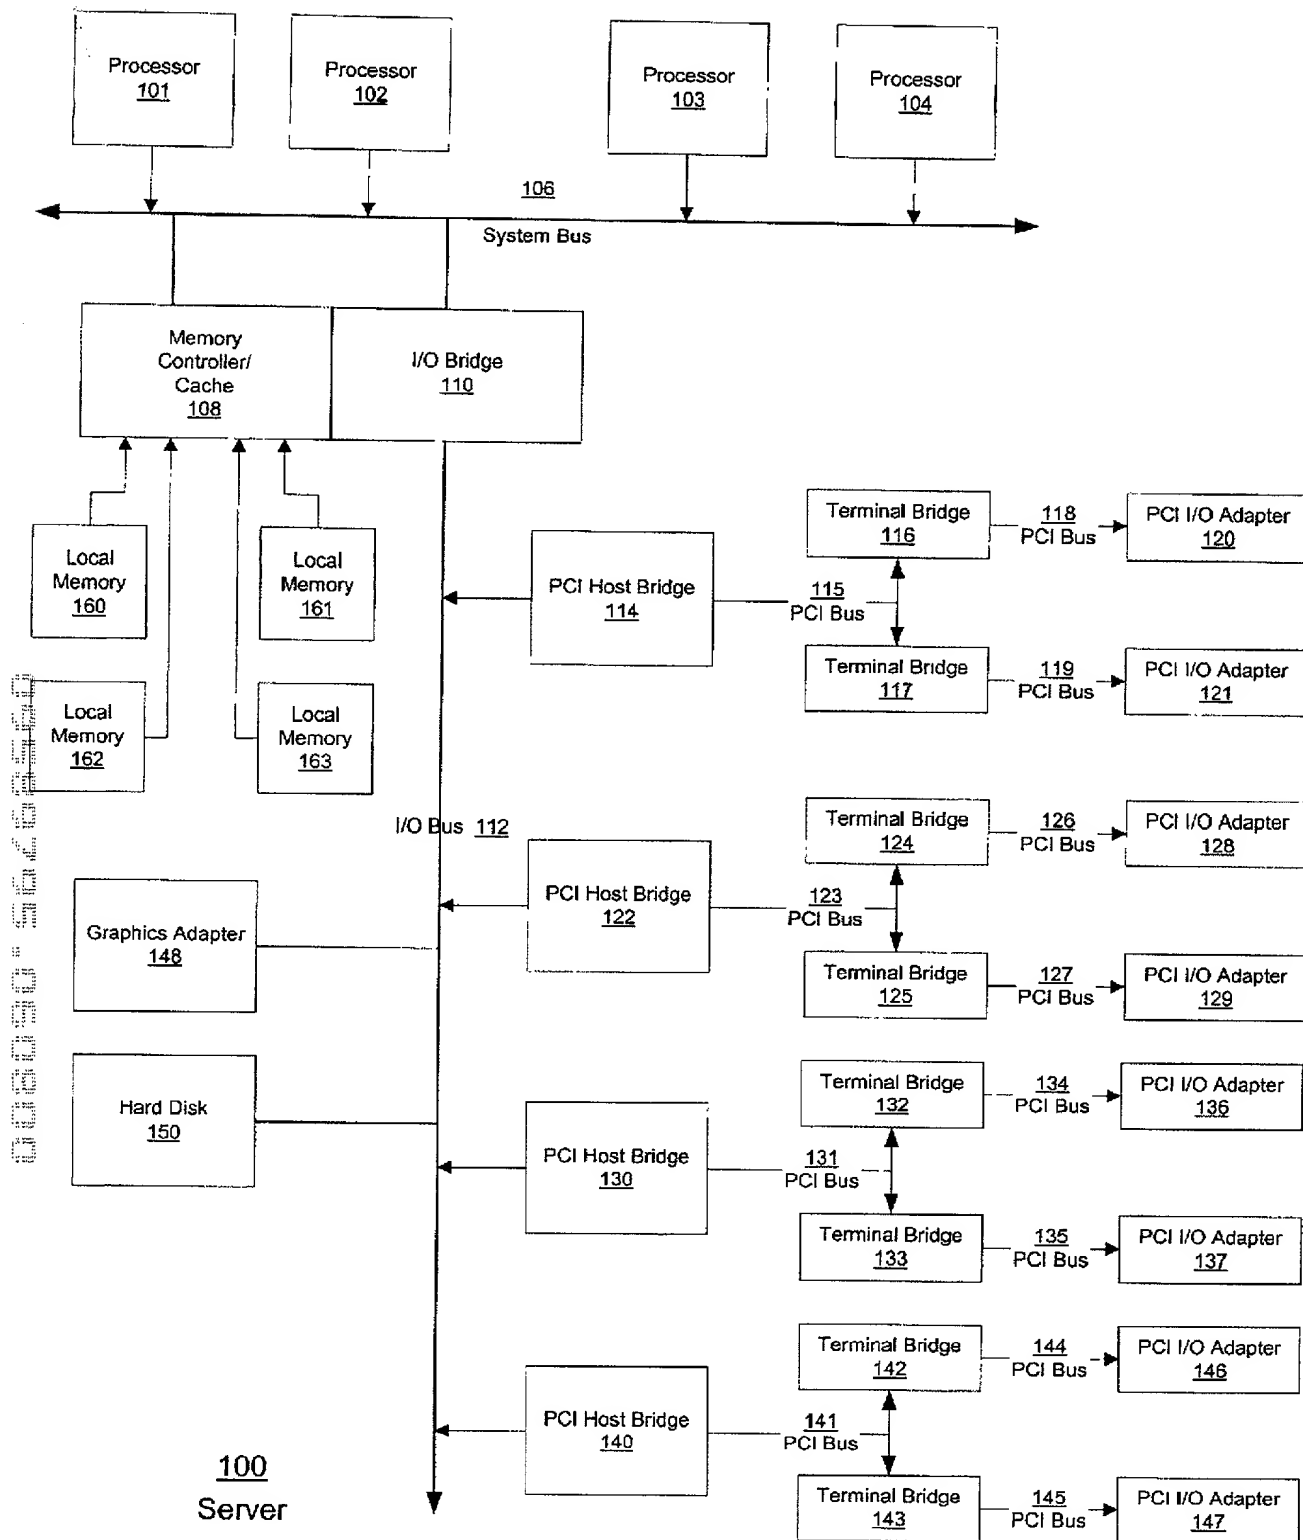 Processor
101
Processor
102
Processor
103
Processor
104
106
System Bus
Memory
Controller/
Cache
108
I/O Bridge
110
Local
Memory
160
Local
Memory
161
Local
Memory
162
Local
Memory
163
PCI Host Bridge
114
115
PCI Bus
Terminal Bridge
116
118
PCI Bus
PCI I/O Adapter
120
Terminal Bridge
117
119
PCI Bus
PCI I/O Adapter
121
I/O Bus 112
PCI Host Bridge
122
123
PCI Bus
Terminal Bridge
124
126
PCI Bus
PCI I/O Adapter
128
Terminal Bridge
125
127
PCI Bus
PCI I/O Adapter
129
Graphics Adapter
148
Hard Disk
150
PCI Host Bridge
130
131
PCI Bus
Terminal Bridge
132
134
PCI Bus
PCI I/O Adapter
136
Terminal Bridge
133
135
PCI Bus
PCI I/O Adapter
137
PCI Host Bridge
140
141
PCI Bus
Terminal Bridge
142
144
PCI Bus
PCI I/O Adapter
146
Terminal Bridge
143
145
PCI Bus
PCI I/O Adapter
147
100
Server